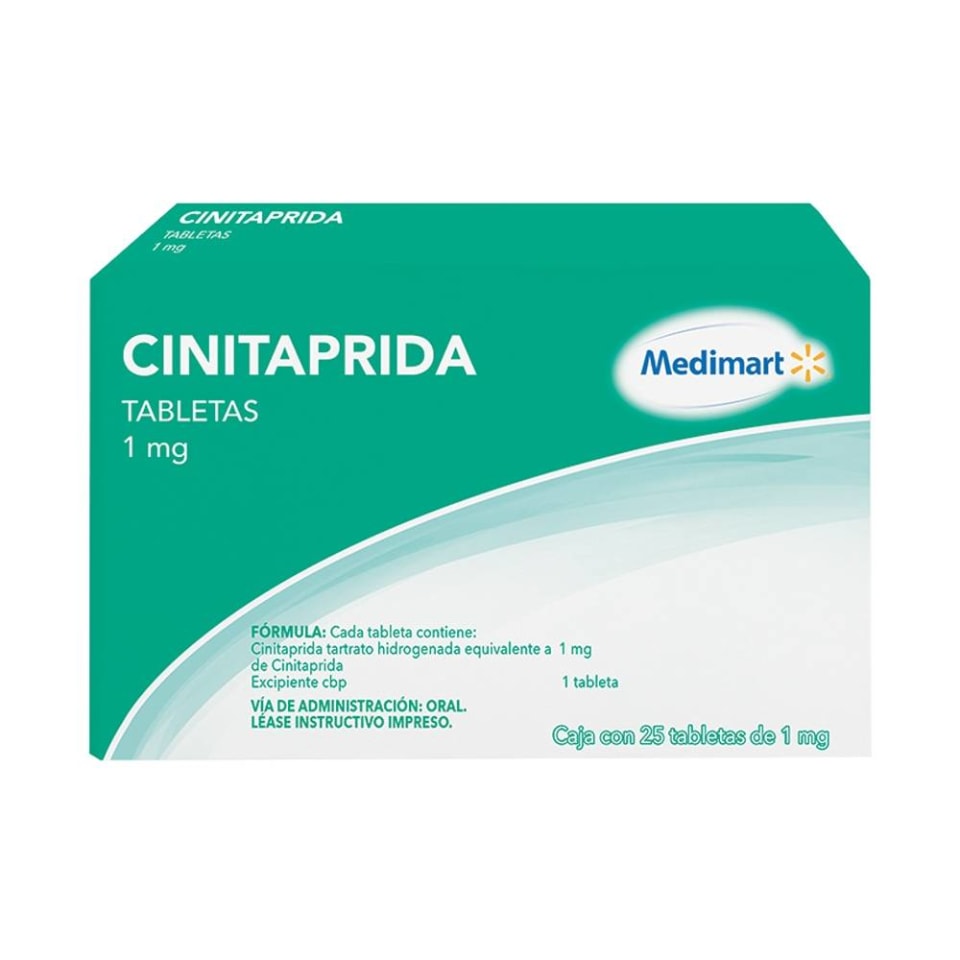 CINITAPRIDA
TABLETAS
1 mg
CINITAPRIDA
TABLETAS
1 mg
Medimart
FÓRMULA: Cada tableta contiene:
Cinitaprida tartrato hidrogenada equivalente a 1 mg
de Cinitaprida
Excipiente cbp 1 tableta
VÍA DE ADMINISTRACIÓN: ORAL.
LÉASE INSTRUCTIVO IMPRESO.
Caja con 25 tabletas de 1 mg